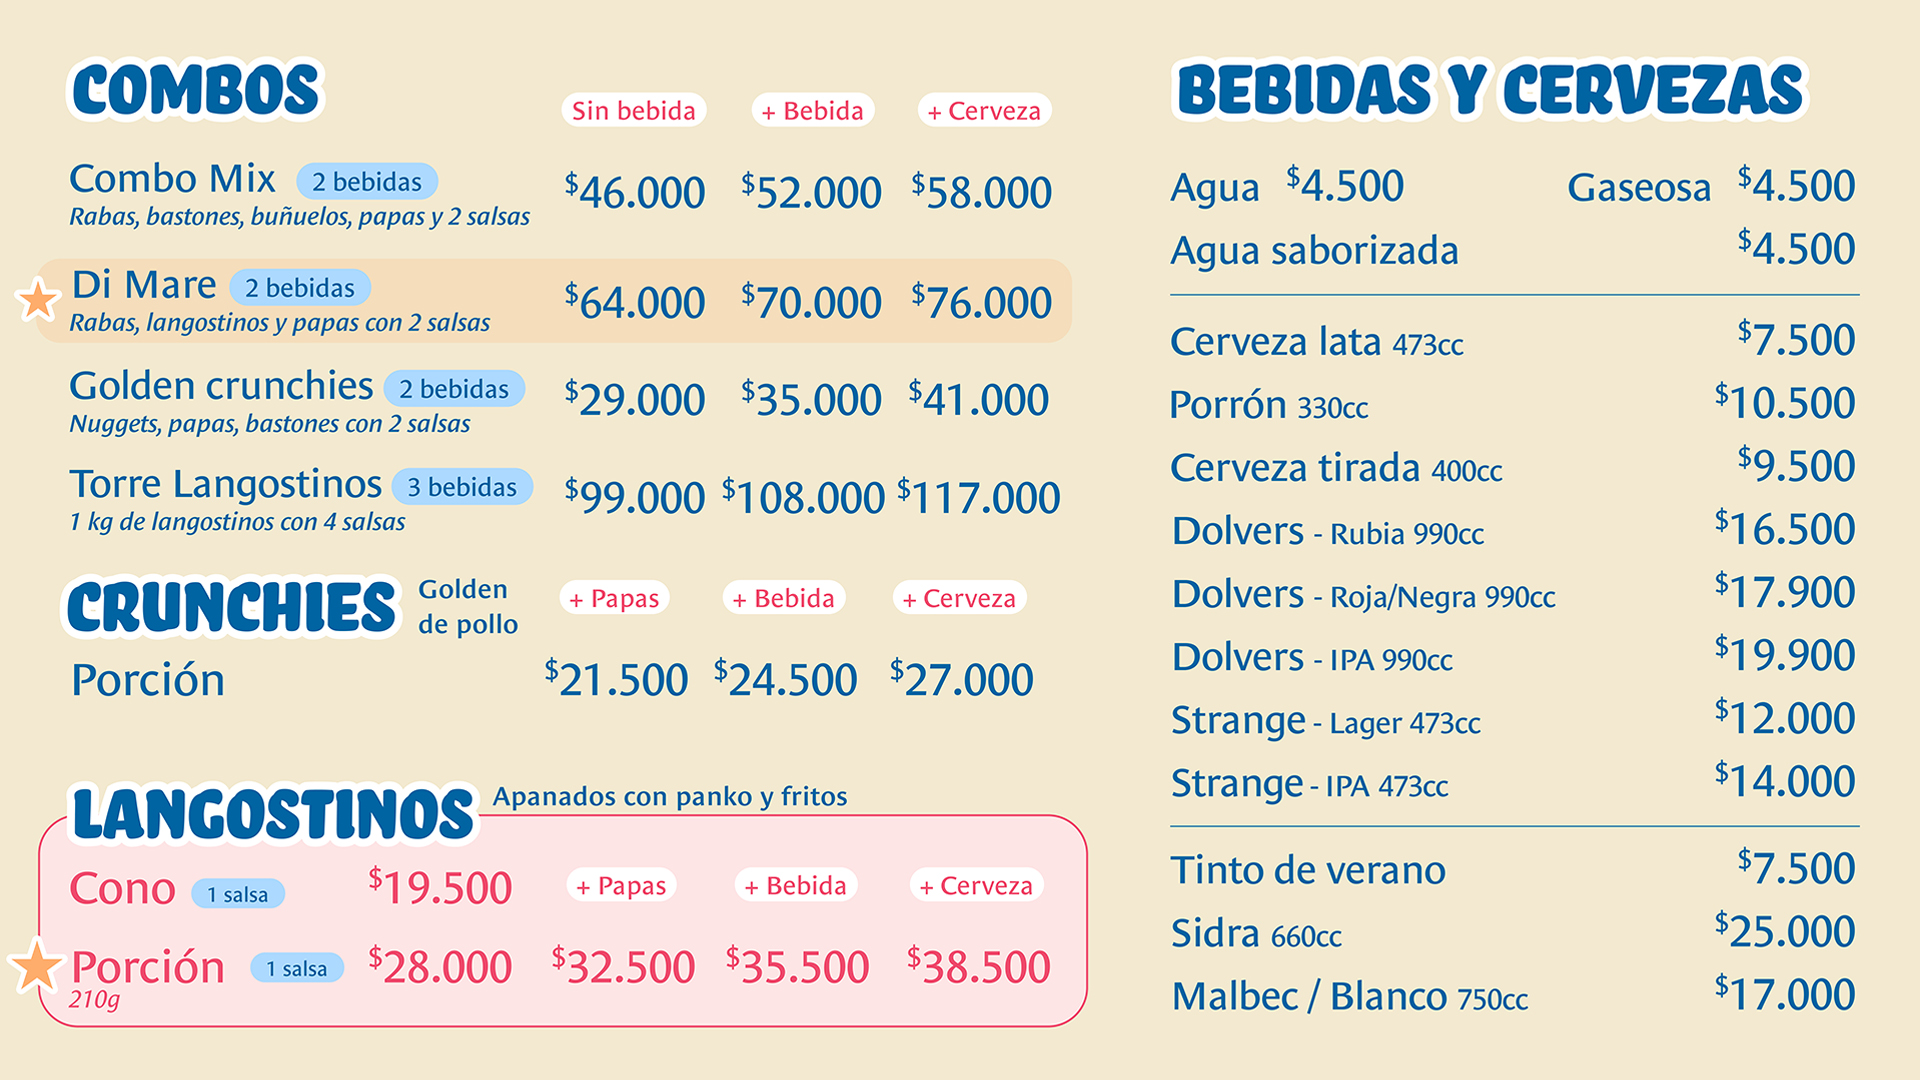 COMBOS
Sin bebida + Bebida + Cerveza
Combo Mix 2 bebidas $46.000 $52.000 $58.000
Rabas, bastones, buñuelos, papas y 2 salsas
Di Mare 2 bebidas $64.000 $70.000 $76.000
Rabas, langostinos y papas con 2 salsas
Golden crunchies 2 bebidas $29.000 $35.000 $41.000
Nuggets, papas, bastones con 2 salsas
Torre Langostinos 3 bebidas $99.000 $108.000 $117.000
1 kg de langostinos con 4 salsas
CRUNCHIES
Golden
de pollo
+ Papas + Bebida + Cerveza
Porción $21.500 $24.500 $27.000
LANGOSTINOS Apanados con panko y fritos
Cono 1 salsa $19.500 + Papas + Bebida + Cerveza
Porción 1 salsa $28.000 $32.500 $35.500 $38.500
210g
BEBIDAS Y CERVEZAS
Agua $4.500 Gaseosa $4.500
Agua saborizada $4.500
Cerveza lata 473cc $7.500
Porrón 330cc $10.500
Cerveza tirada 400cc $9.500
Dolvers - Rubia 990cc $16.500
Dolvers - Roja/Negra 990cc $17.900
Dolvers - IPA 990cc $19.900
Strange - Lager 473cc $12.000
Strange - IPA 473cc $14.000
Tinto de verano $7.500
Sidra 660cc $25.000
Malbec / Blanco 750cc $17.000